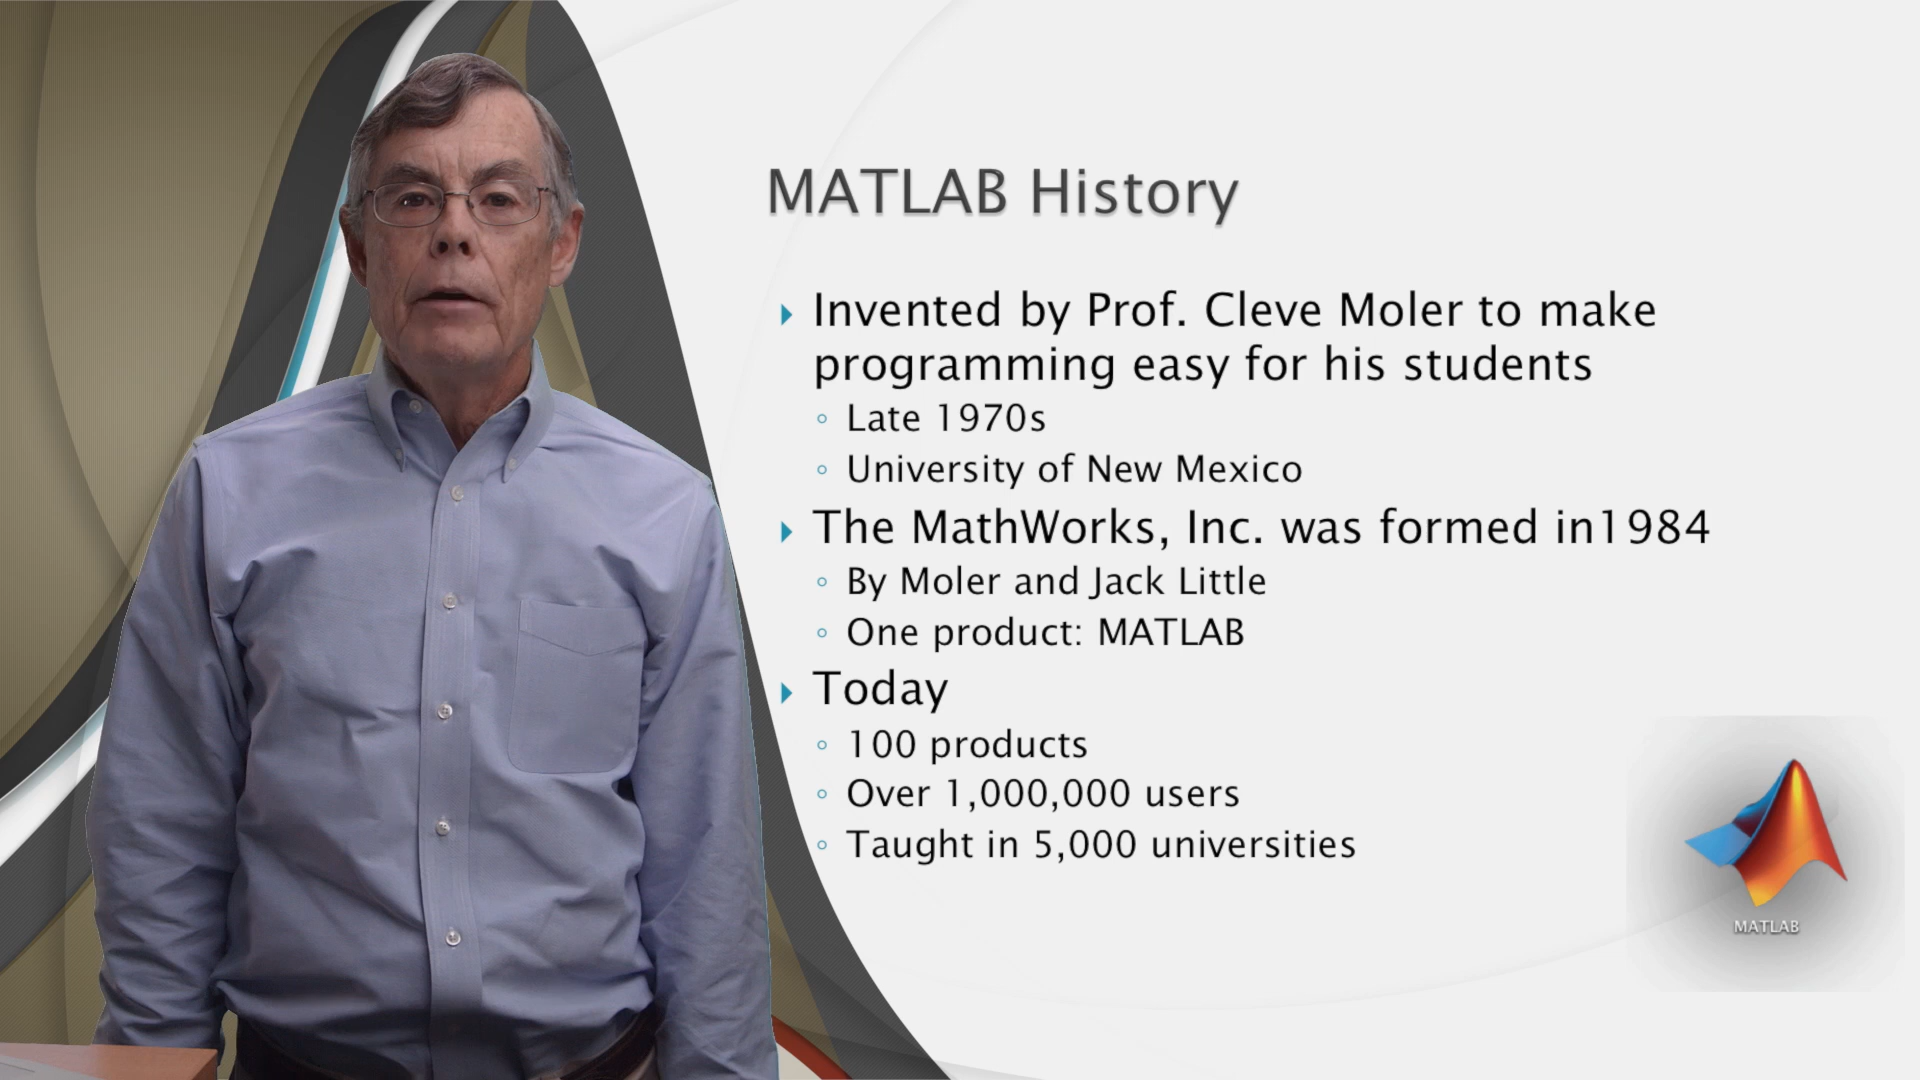 MATLAB History
Invented by Prof. Cleve Moler to make
programming easy for his students
Late 1970s
University of New Mexico
The MathWorks, Inc. was formed in1984
By Moler and Jack Little
One product: MATLAB
Today
100 products
Over 1,000,000 users
Taught in 5,000 universities
MATLAB